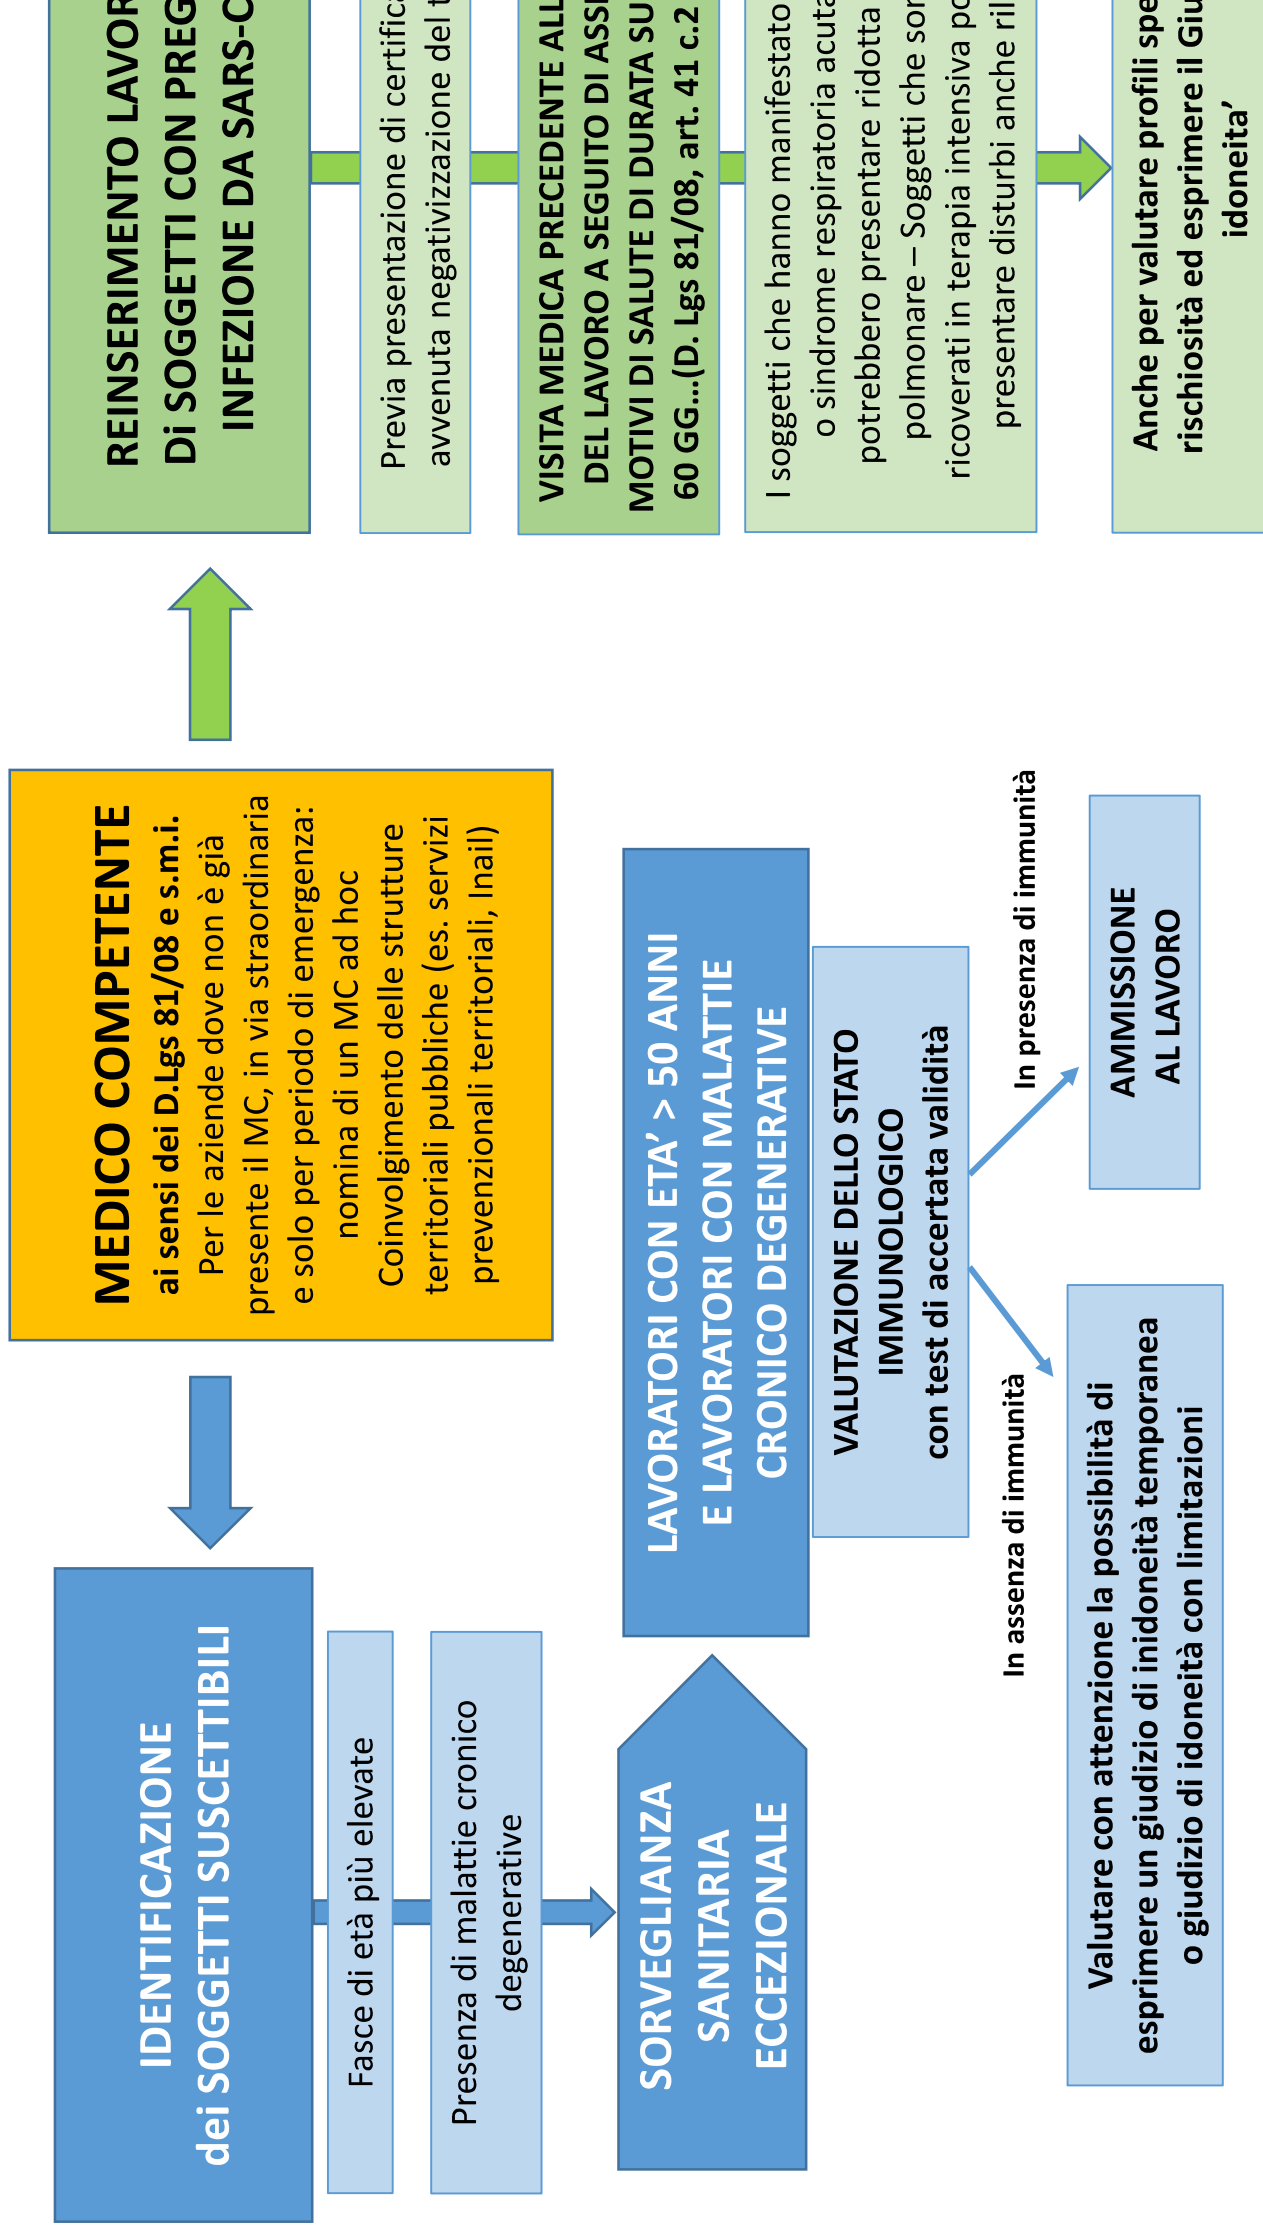 IDENTIFICAZIONE
dei SOGGETTI SUSCETTIBILI
Fasce di età più elevate
Presenza di malattie cronico
degenerative
SORVEGLIANZA
SANITARIA
ECCEZIONALE
MEDICO COMPETENTE
ai sensi dei D.Lgs 81/08 e s.m.i.
Per le aziende dove non è già
presente il MC, in via straordinaria
e solo per periodo di emergenza:
nomina di un MC ad hoc
Coinvolgimento delle strutture
territoriali pubbliche (es. servizi
prevenzionali territoriali, Inail)
LAVORATORI CON ETA' > 50 ANNI
E LAVORATORI CON MALATTIE
CRONICO DEGENERATIVE
VALUTAZIONE DELLO STATO
IMMUNOLOGICO
con test di accertata validità
In assenza di immunità
In presenza di immunità
Valutare con attenzione la possibilità di
esprimere un giudizio di inidoneità temporanea
o giudizio di idoneità con limitazioni
AMMISSIONE
AL LAVORO
REINSERIMENTO LAVOR
Di SOGGETTI CON PREG
INFEZIONE DA SARS-C
Previa presentazione di certifica
avvenuta negativizzazione del t
VISITA MEDICA PRECEDENTE ALL
DEL LAVORO A SEGUITO DI ASSE
MOTIVI DI SALUTE DI DURATA SU
60 GG...(D. Lgs 81/08, art. 41 c.2
I soggetti che hanno manifestato
o sindrome respiratoria acuta
potrebbero presentare ridotta
polmonare – Soggetti che sor
ricoverati in terapia intensiva po
presentare disturbi anche ril
Anche per valutare profili spe
rischiosità ed esprimere il Giu
idoneita'